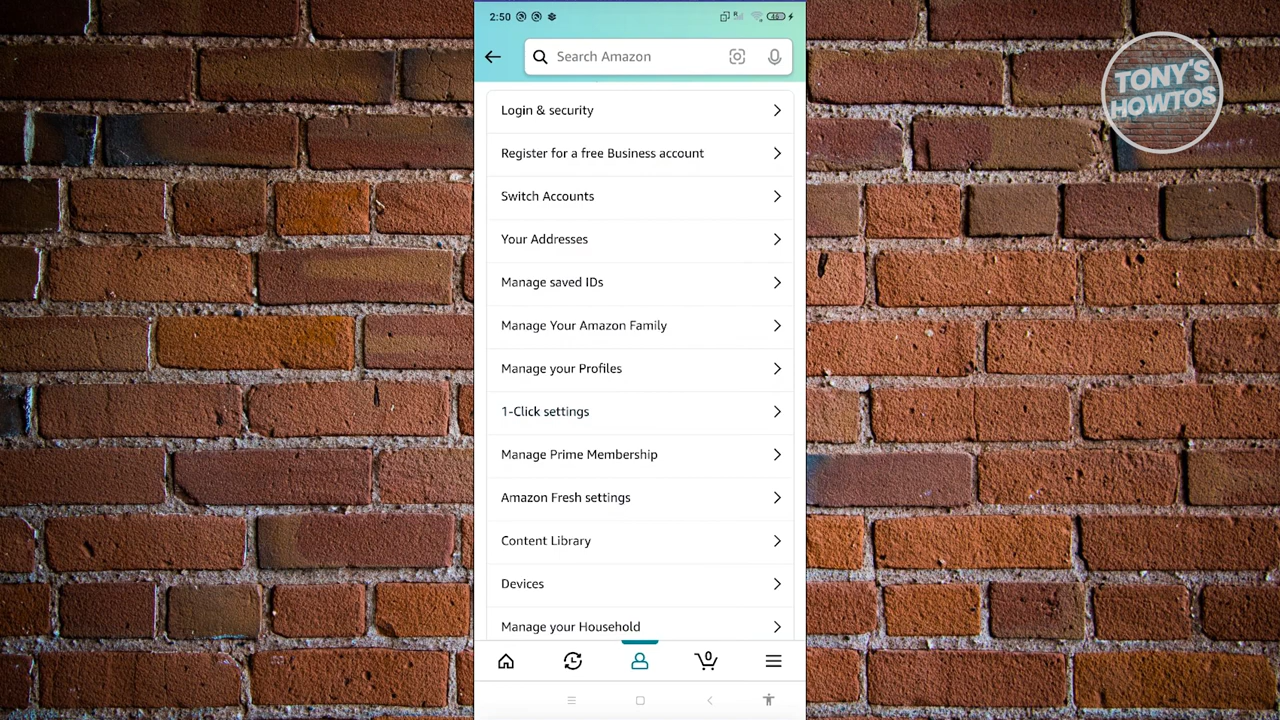 2:50
Search Amazon
TONY'S
HOWTOS
Login & security
Register for a free Business account
Switch Accounts
Your Addresses
Manage saved IDs
Manage Your Amazon Family
Manage your Profiles
1-Click settings
Manage Prime Membership
Amazon Fresh settings
Content Library
Devices
Manage your Household
0